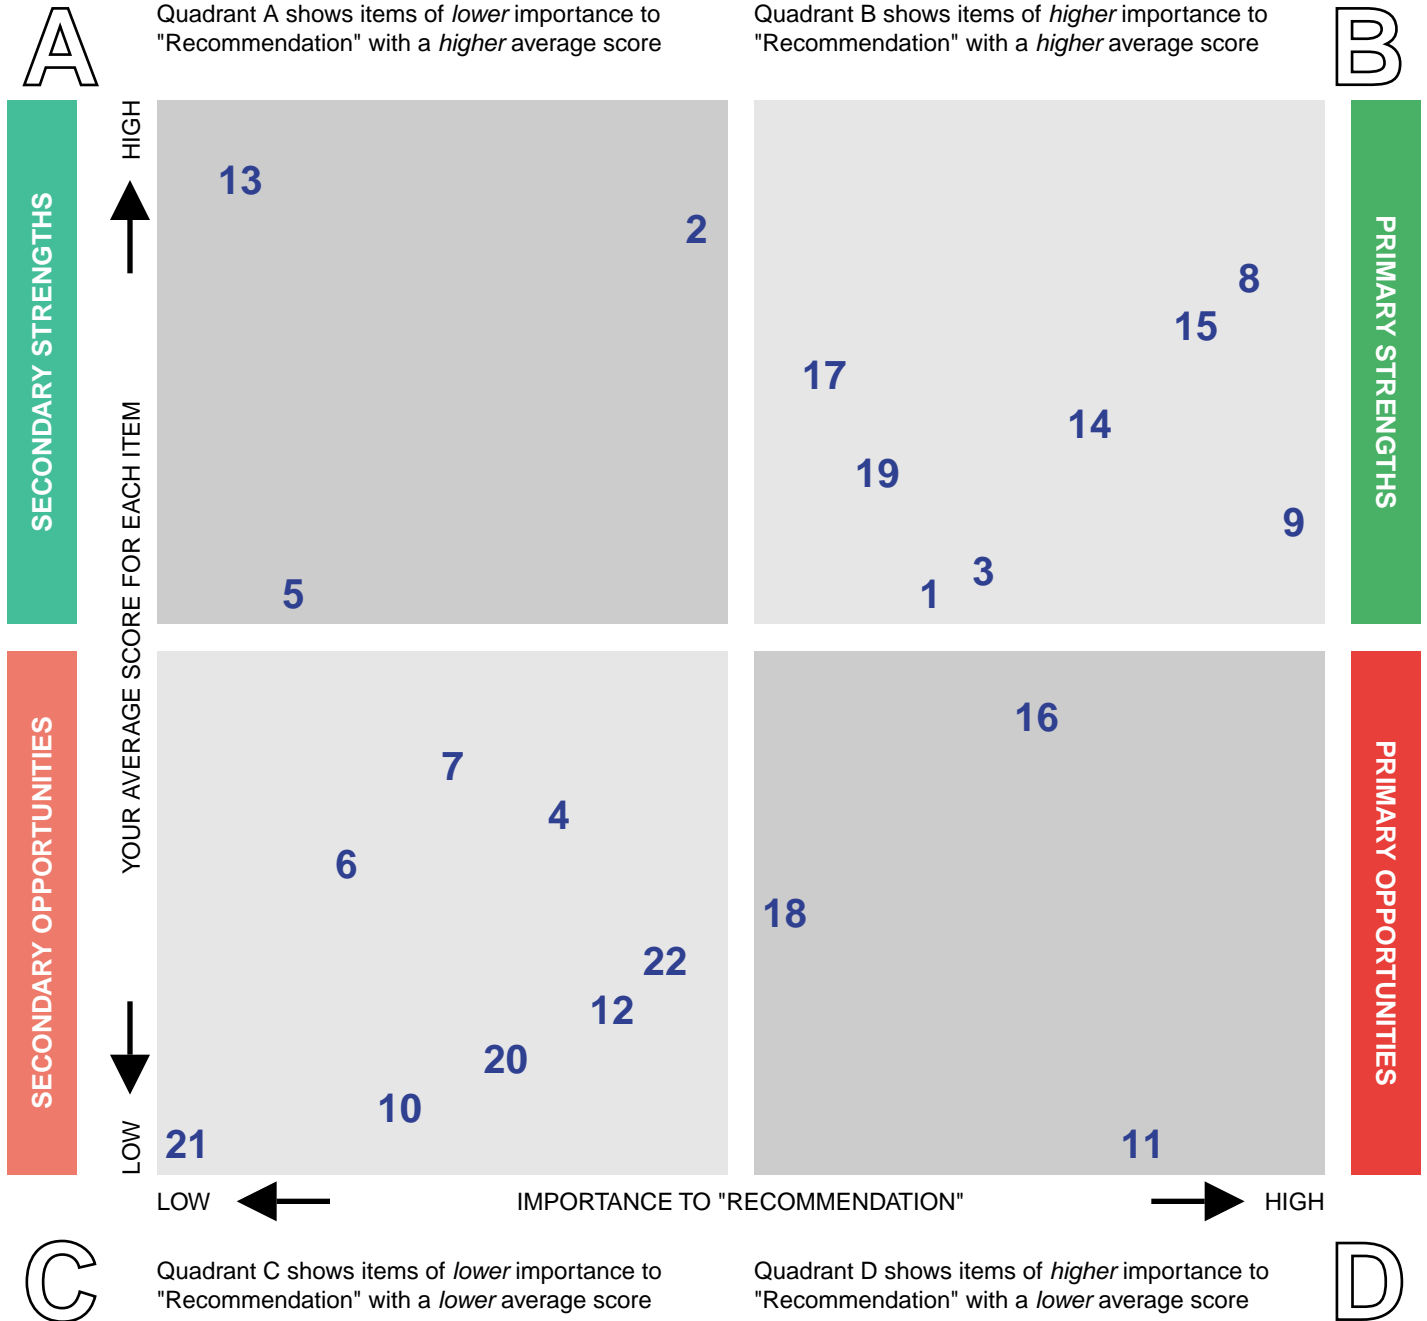 A
Quadrant A shows items of lower importance to
"Recommendation" with a higher average score
Quadrant B shows items of higher importance to
"Recommendation" with a higher average score
B
SECONDARY STRENGTHS
SECONDARY OPPORTUNITIES
HIGH
YOUR AVERAGE SCORE FOR EACH ITEM
LOW
13
2
5
8
15
17
14
19
9
3
1
7
4
6
22
12
20
10
21
16
18
11
PRIMARY STRENGTHS
PRIMARY OPPORTUNITIES
LOW
IMPORTANCE TO "RECOMMENDATION"
HIGH
C
Quadrant C shows items of lower importance to
"Recommendation" with a lower average score
Quadrant D shows items of higher importance to
"Recommendation" with a lower average score
D